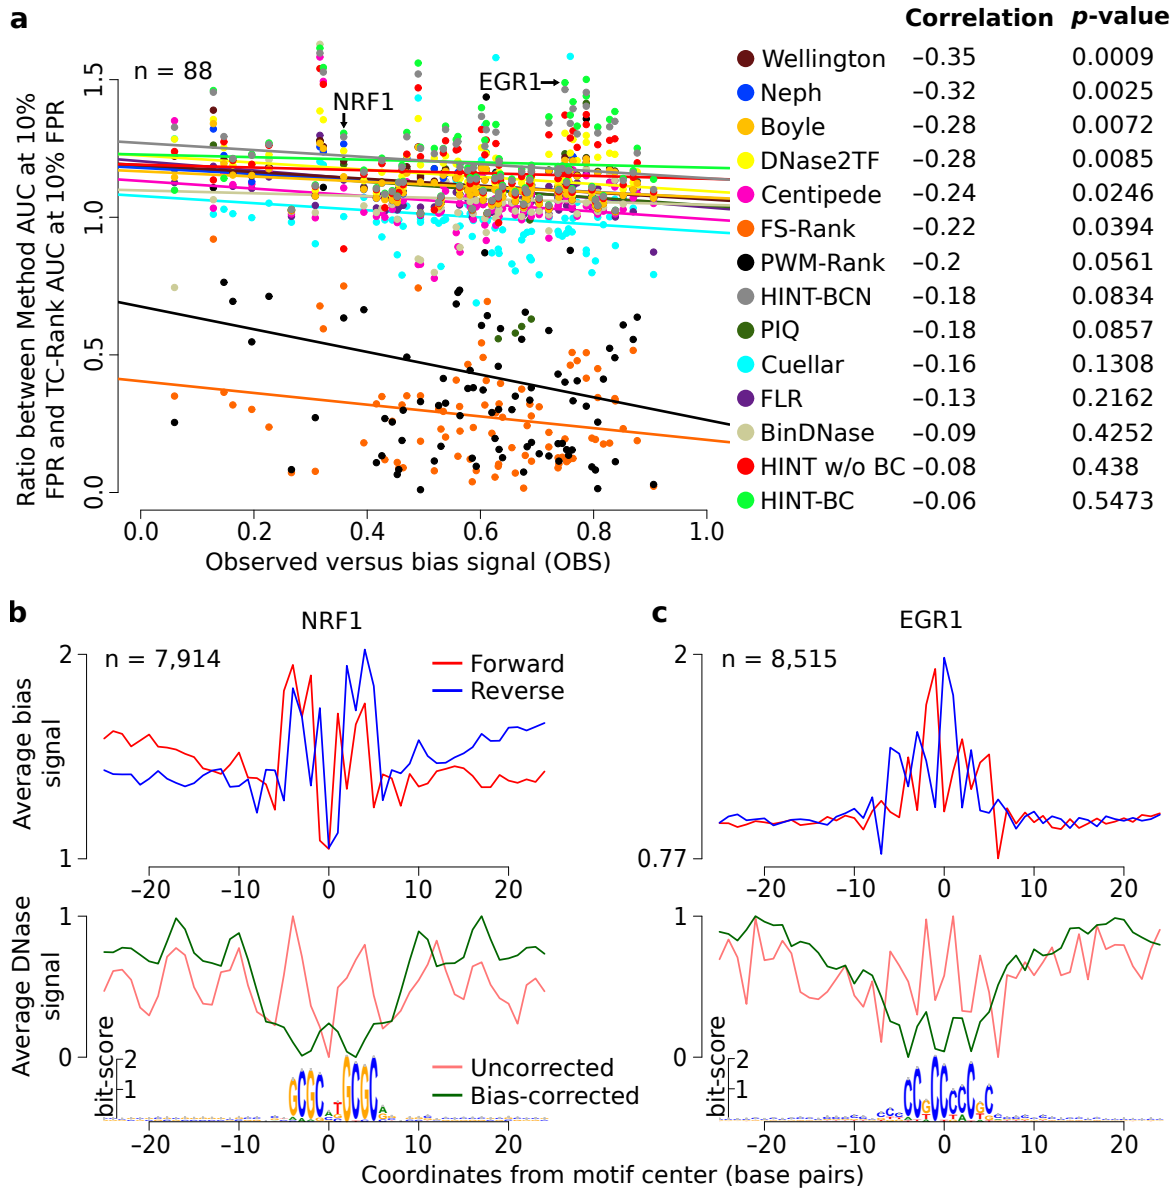 a
Correlation p-value
n = 88
NRF1
EGR1
Wellington –0.35 0.0009
Neph –0.32 0.0025
Boyle –0.28 0.0072
DNase2TF –0.28 0.0085
Centipede –0.24 0.0246
FS-Rank –0.22 0.0394
PWM-Rank –0.2 0.0561
HINT-BCN –0.18 0.0834
PIQ –0.18 0.0857
Cuellar –0.16 0.1308
FLR –0.13 0.2162
BinDNase –0.09 0.4252
HINT w/o BC –0.08 0.438
HINT-BC –0.06 0.5473
Ratio between Method AUC at 10%
FPR and TC-Rank AUC at 10% FPR
1.5
1.0
0.5
0.0
0.0 0.2 0.4 0.6 0.8 1.0
Observed versus bias signal (OBS)
b
NRF1
n = 7,914
Forward
Reverse
Average bias
signal
2
1
–20 –10 0 10 20
Average DNase
signal
1
0
Uncorrected
Bias-corrected
bit-score
2
1
GCGC
T
GCGC
A
–20 –10 0 10 20
c
EGR1
n = 8,515
2
0.77
–20 –10 0 10 20
1
0
bit-score
2
1
CCGCCCCCGC
–20 –10 0 10 20
Coordinates from motif center (base pairs)